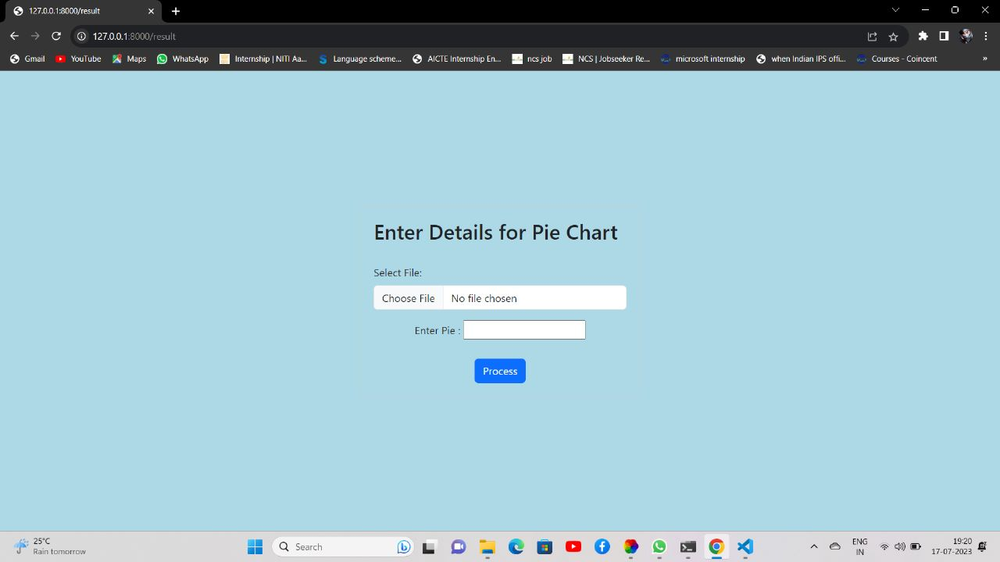 127.0.0.1:8000/result
127.0.0.1:8000/result
Gmail YouTube Maps WhatsApp Internship | NITI Aa... Language scheme... AICTE Internship En... ncs job NCS | Jobseeker Re... microsoft internship when Indian IPS offi... Courses - Coincent »
Enter Details for Pie Chart
Select File:
Choose File No file chosen
Enter Pie :
Process
25°C
Rain tomorrow
Search
ENG
IN
19:20
17-07-2023